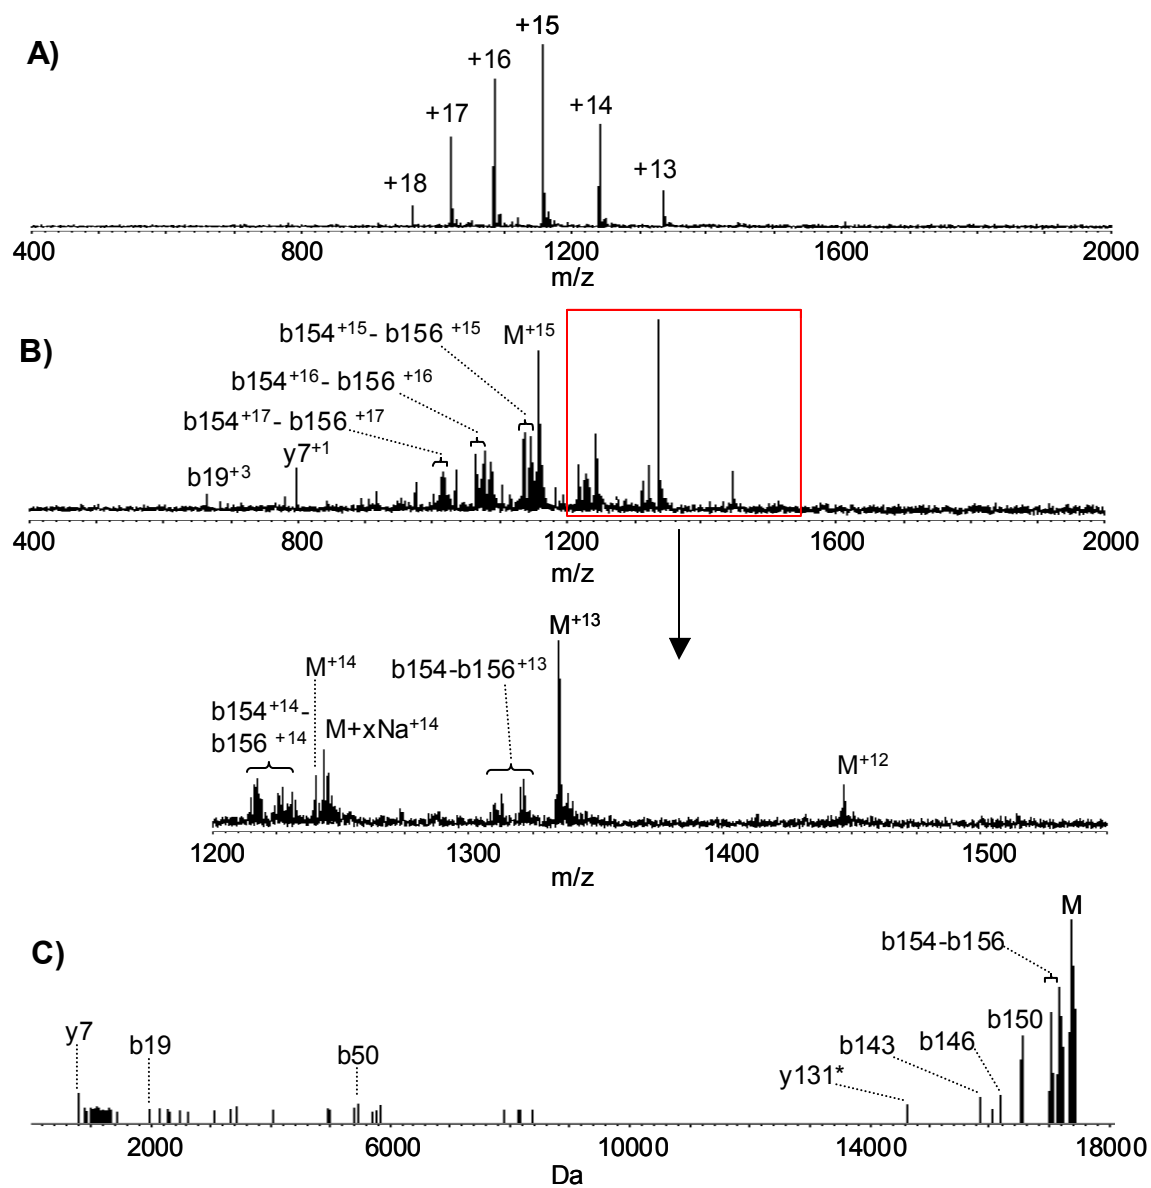 A)
+18
+17
+16
+15
+14
+13
400 800 1200 1600 2000
m/z
B)
b154+15- b156 +15
M+15
b154+16- b156 +16
b154+17- b156 +17
b19+3
y7+1
400 800 1200 1600 2000
m/z
M+13
M+14
b154-b156+13
b154+14-
b156 +14
M+xNa+14
M+12
1200 1300 1400 1500
m/z
C)
M
b154-b156
y7
b19
b50
b150
b143
b146
y131*
2000 6000 10000 14000 18000
Da